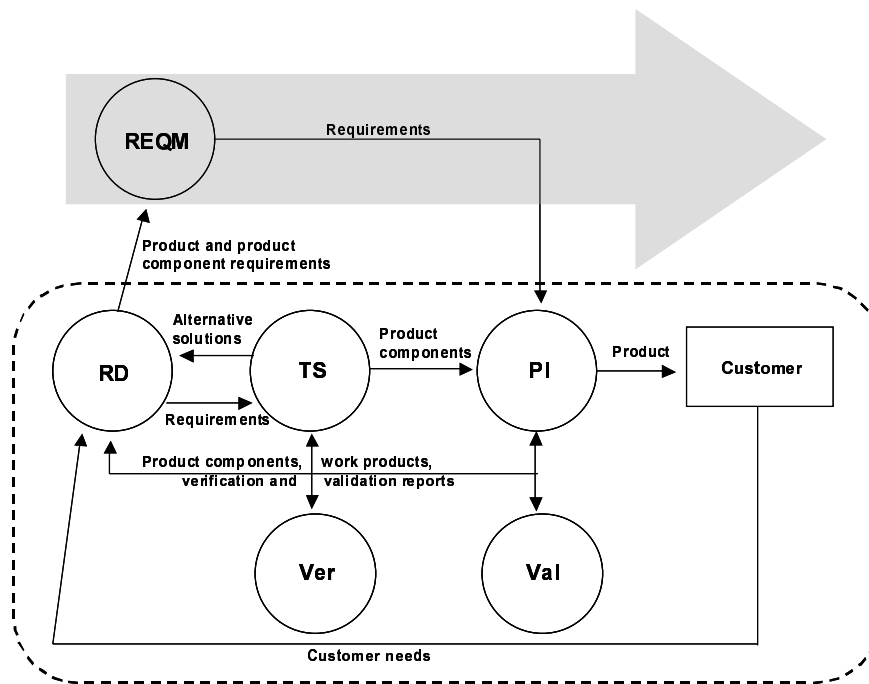 REQM
Requirements
Product and product
component requirements
Alternative
solutions
Product
components
Product
RD
TS
PI
Customer
Requirements
Product components, work products,
verification and validation reports
Ver
Val
Customer needs